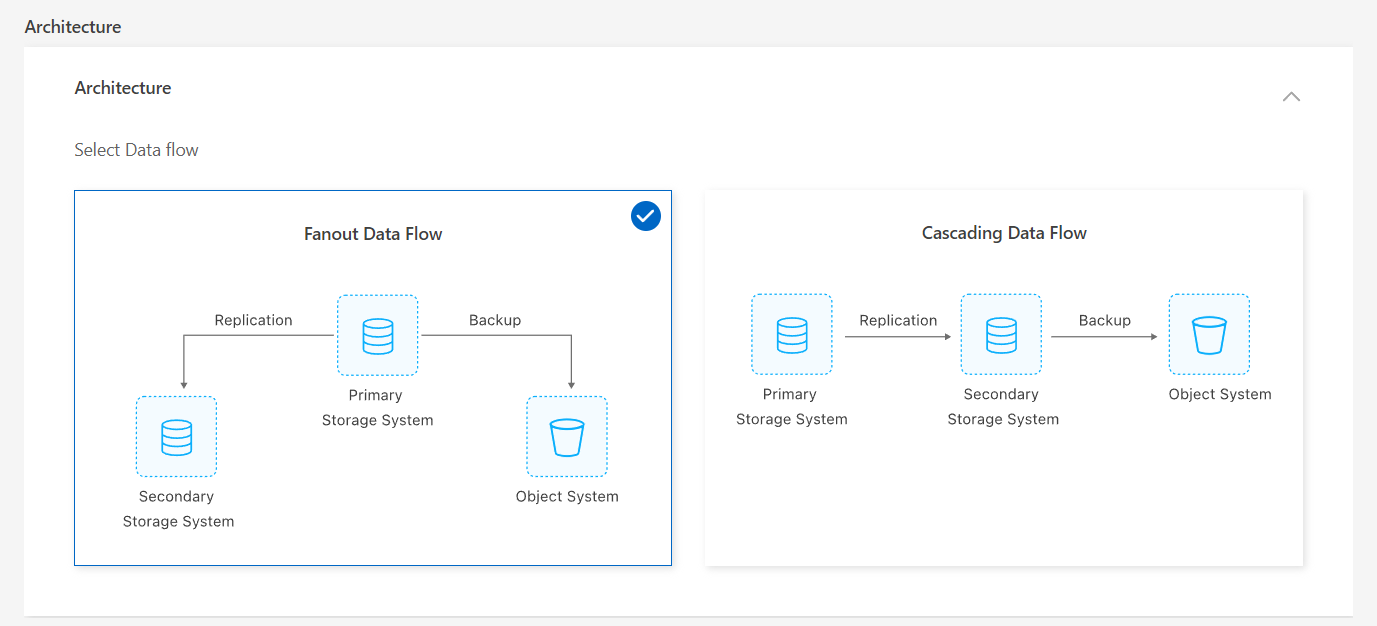 Architecture
Architecture
Select Data flow
Fanout Data Flow
Replication
Backup
Primary
Storage System
Secondary
Storage System
Object System
Cascading Data Flow
Replication
Backup
Primary
Storage System
Secondary
Storage System
Object System